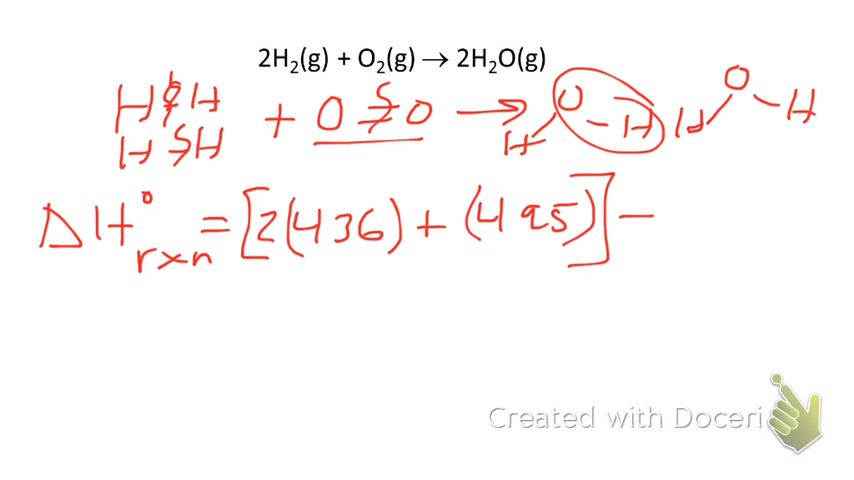 2H₂(g) + O₂(g) → 2H₂O(g)
H H + O O → O H H O H H
H H
ΔH°rxn = [2(436) + (495)] −
Created with Doceri